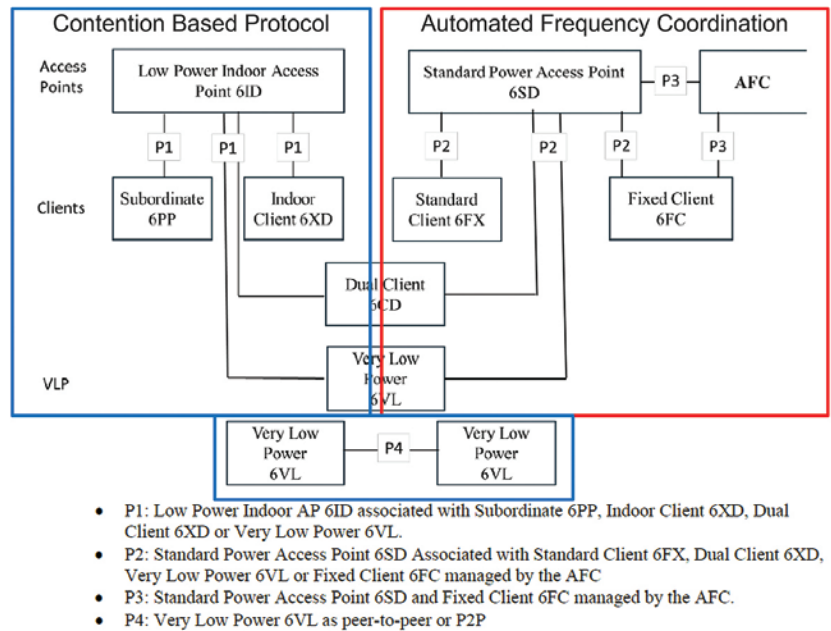 Contention Based Protocol
Automated Frequency Coordination
Access
Points
Low Power Indoor Access
Point 6ID
Standard Power Access Point
6SD
P3
AFC
P1
P1
P1
P2
P2
P2
P3
Clients
Subordinate
6PP
Indoor
Client 6XD
Standard
Client 6FX
Fixed Client
6FC
Dual Client
6CD
VLP
Very Low
Power
6VL
Very Low
Power
6VL
P4
Very Low
Power
6VL
• P1: Low Power Indoor AP 6ID associated with Subordinate 6PP, Indoor Client 6XD, Dual
Client 6XD or Very Low Power 6VL.
• P2: Standard Power Access Point 6SD Associated with Standard Client 6FX, Dual Client 6XD,
Very Low Power 6VL or Fixed Client 6FC managed by the AFC
• P3: Standard Power Access Point 6SD and Fixed Client 6FC managed by the AFC.
• P4: Very Low Power 6VL as peer-to-peer or P2P